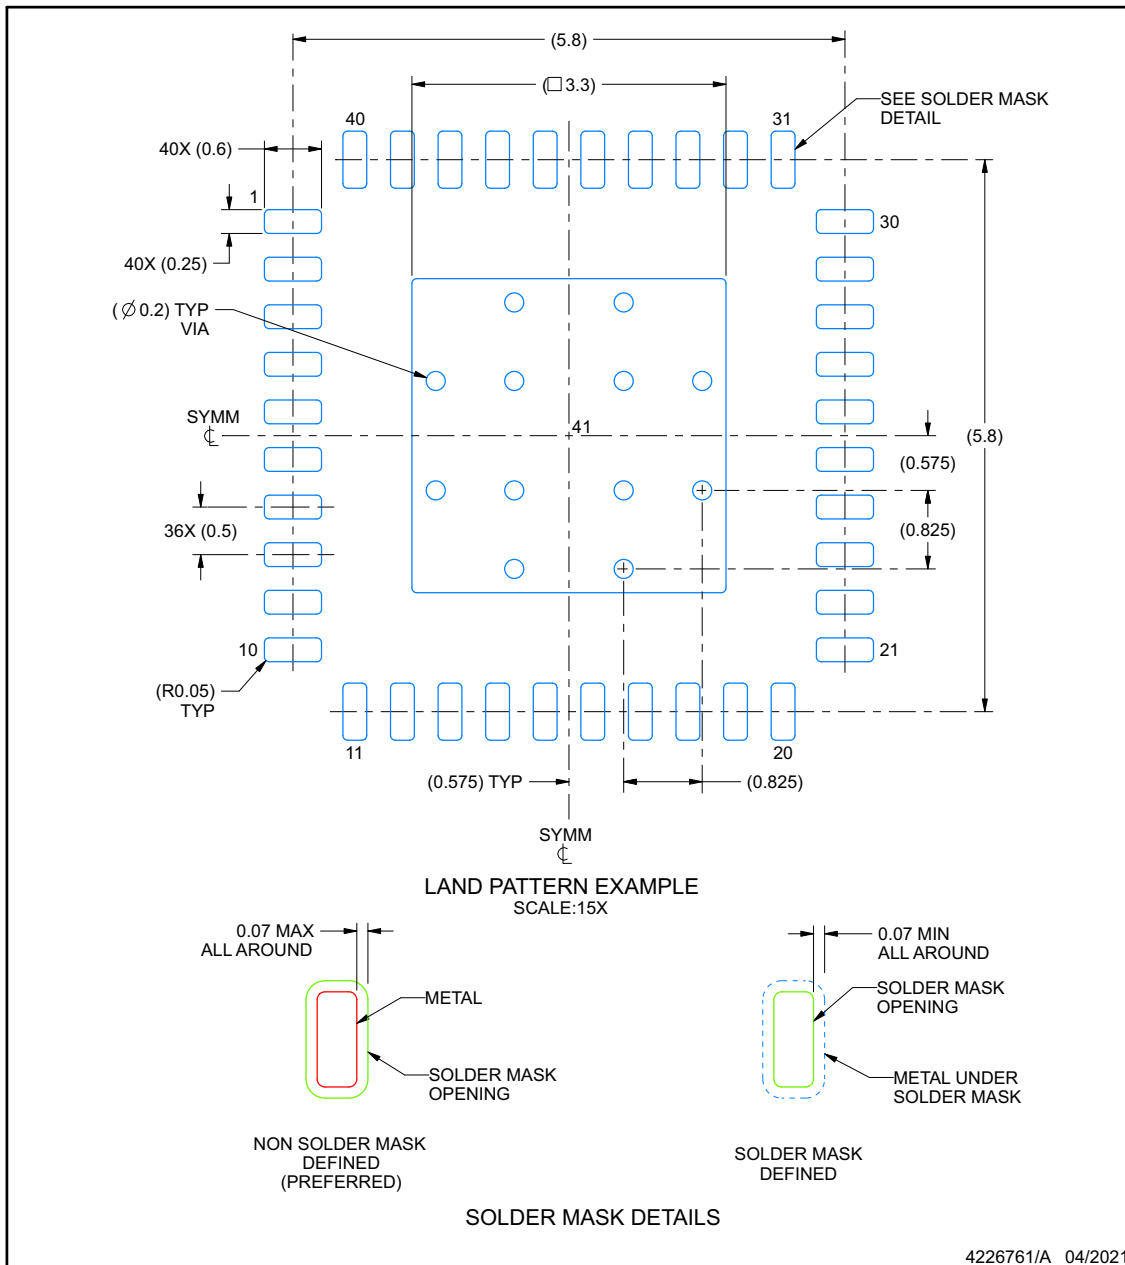 (5.8)
(□ 3.3)
SEE SOLDER MASK
DETAIL
40
31
40X (0.6)
1
30
40X (0.25)
(∅ 0.2) TYP
VIA
SYMM
℄
41
(5.8)
(0.575)
36X (0.5)
(0.825)
10
21
(R0.05)
TYP
11
20
(0.575) TYP
(0.825)
SYMM
℄
LAND PATTERN EXAMPLE
SCALE:15X
0.07 MAX
ALL AROUND
METAL
SOLDER MASK
OPENING
NON SOLDER MASK
DEFINED
(PREFERRED)
0.07 MIN
ALL AROUND
SOLDER MASK
OPENING
METAL UNDER
SOLDER MASK
SOLDER MASK
DEFINED
SOLDER MASK DETAILS
4226761/A 04/2021